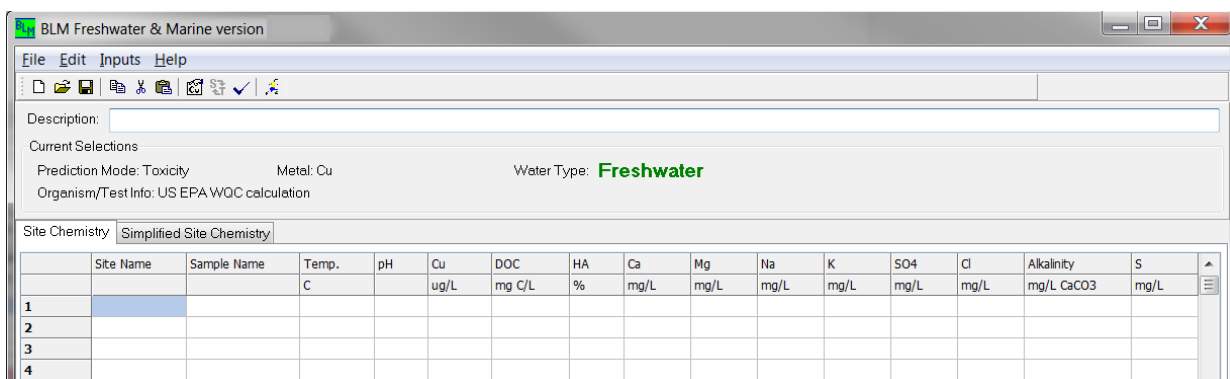 BLM BLM Freshwater & Marine version
File Edit Inputs Help
Description:
Current Selections
Prediction Mode: Toxicity Metal: Cu Water Type: Freshwater
Organism/Test Info: US EPA WQC calculation
Site Chemistry Simplified Site Chemistry
Site Name Sample Name Temp. pH Cu DOC HA Ca Mg Na K SO4 Cl Alkalinity S
C ug/L mg C/L % mg/L mg/L mg/L mg/L mg/L mg/L mg/L CaCO3 mg/L
1
2
3
4